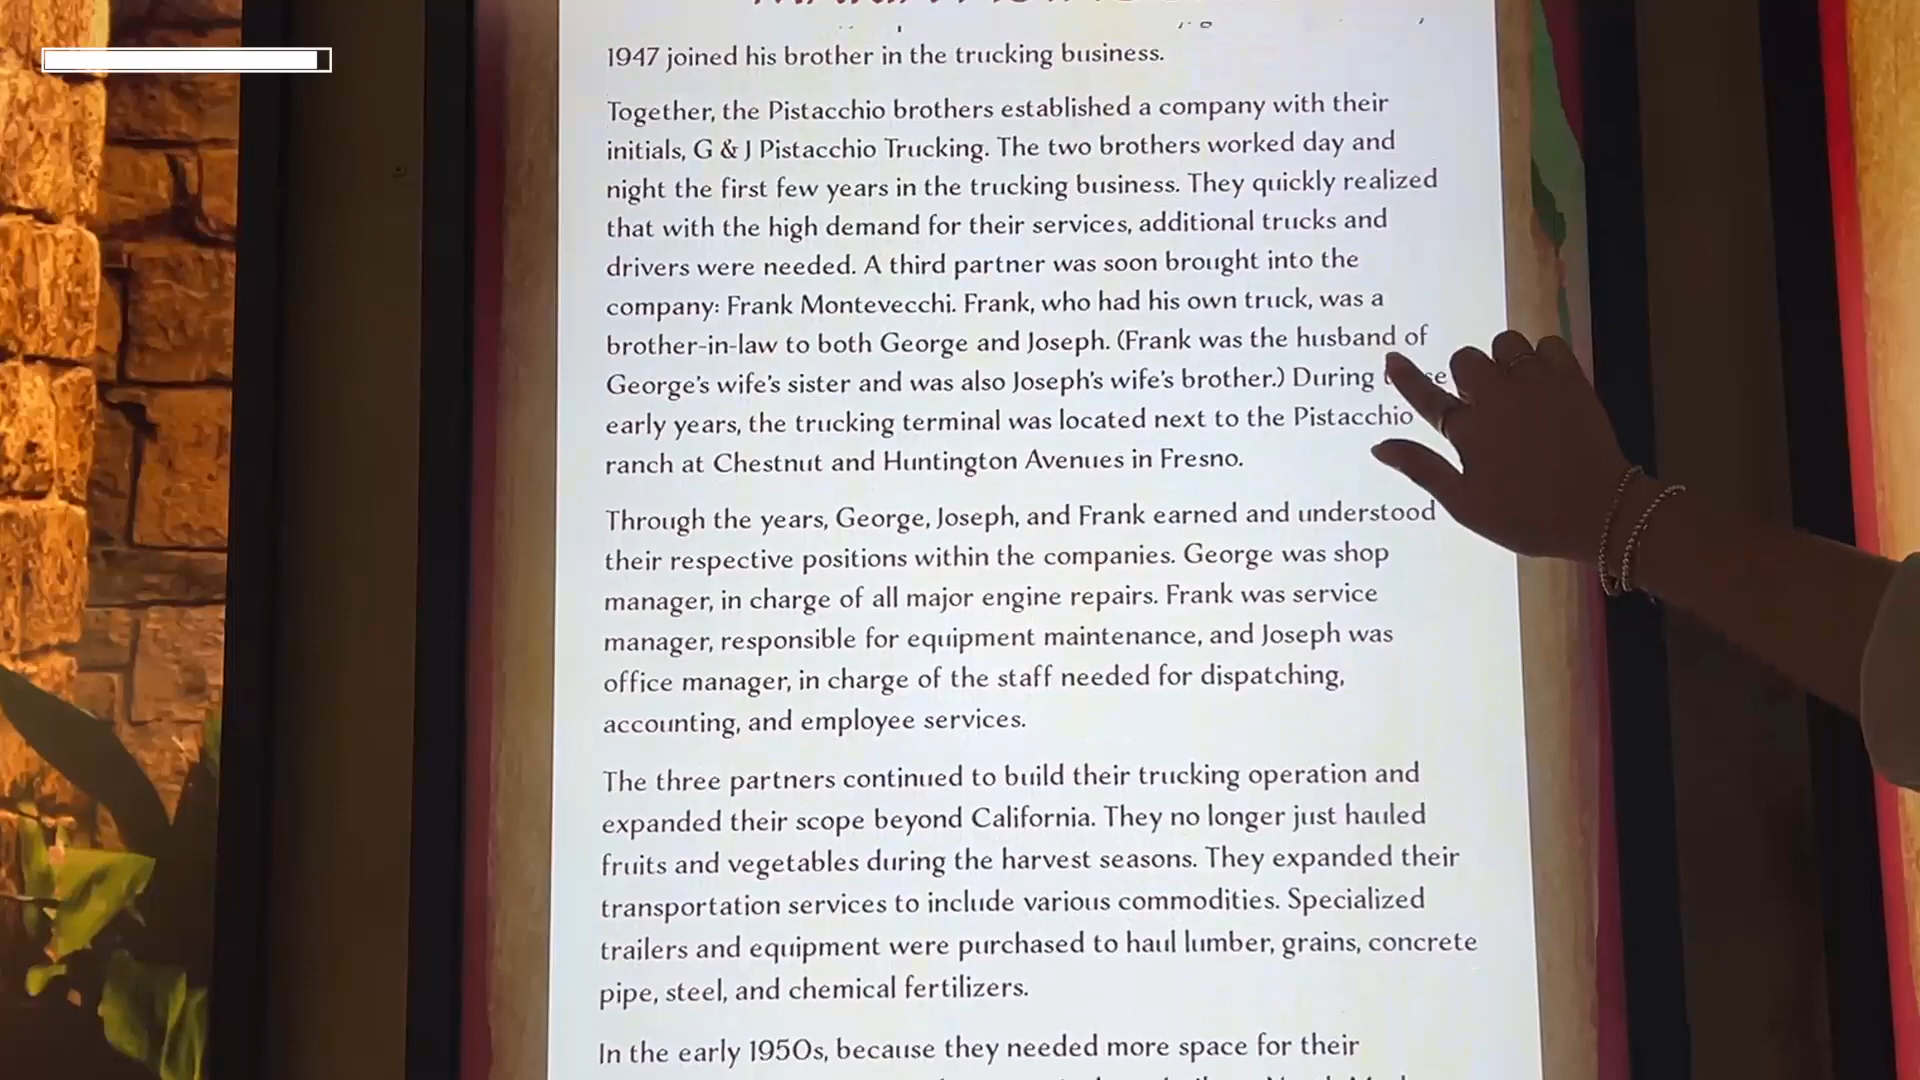 1947 joined his brother in the trucking business.
Together, the Pistacchio brothers established a company with their
initials, G & J Pistacchio Trucking. The two brothers worked day and
night the first few years in the trucking business. They quickly realized
that with the high demand for their services, additional trucks and
drivers were needed. A third partner was soon brought into the
company: Frank Montevecchi. Frank, who had his own truck, was a
brother-in-law to both George and Joseph. (Frank was the husband of
George's wife's sister and was also Joseph's wife's brother.) During
early years, the trucking terminal was located next to the Pistacchio
ranch at Chestnut and Huntington Avenues in Fresno.
Through the years, George, Joseph, and Frank earned and understood
their respective positions within the companies. George was shop
manager, in charge of all major engine repairs. Frank was service
manager, responsible for equipment maintenance, and Joseph was
office manager, in charge of the staff needed for dispatching,
accounting, and employee services.
The three partners continued to build their trucking operation and
expanded their scope beyond California. They no longer just hauled
fruits and vegetables during the harvest seasons. They expanded their
transportation services to include various commodities. Specialized
trailers and equipment were purchased to haul lumber, grains, concrete
pipe, steel, and chemical fertilizers.
In the early 1950s, because they needed more space for their